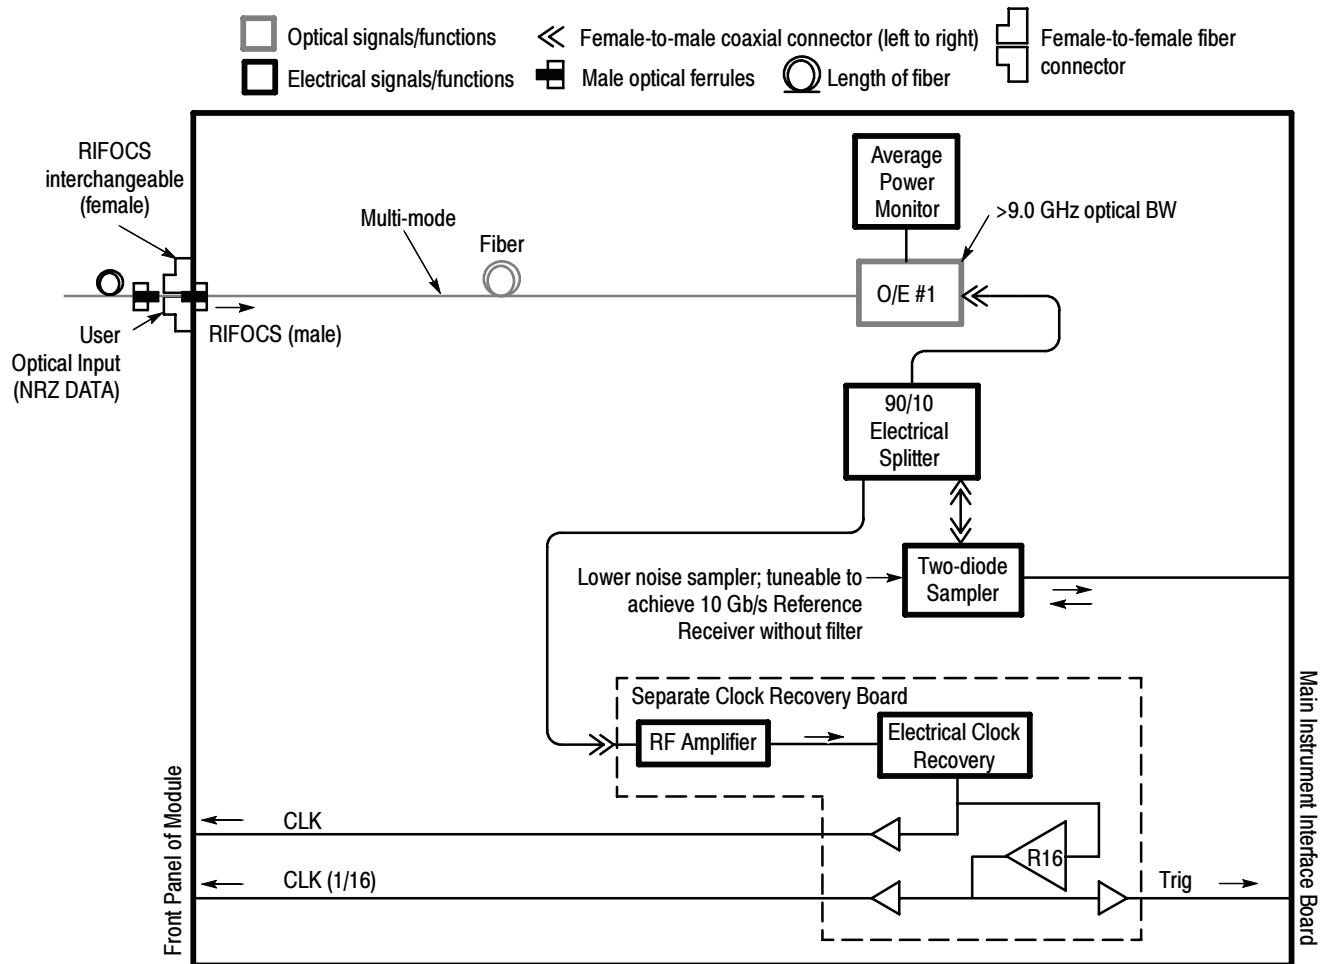 Optical signals/functions
Female-to-male coaxial connector (left to right)
Female-to-female fiber
connector
Electrical signals/functions
Male optical ferrules
Length of fiber
RIFOCS
interchangeable
(female)
Multi-mode
Fiber
Average
Power
Monitor
>9.0 GHz optical BW
O/E #1
RIFOCS (male)
User
Optical Input
(NRZ DATA)
90/10
Electrical
Splitter
Lower noise sampler; tuneable to
achieve 10 Gb/s Reference
Receiver without filter
Two-diode
Sampler
Separate Clock Recovery Board
RF Amplifier
Electrical Clock
Recovery
CLK
R16
CLK (1/16)
Trig
Front Panel of Module
Main Instrument Interface Board